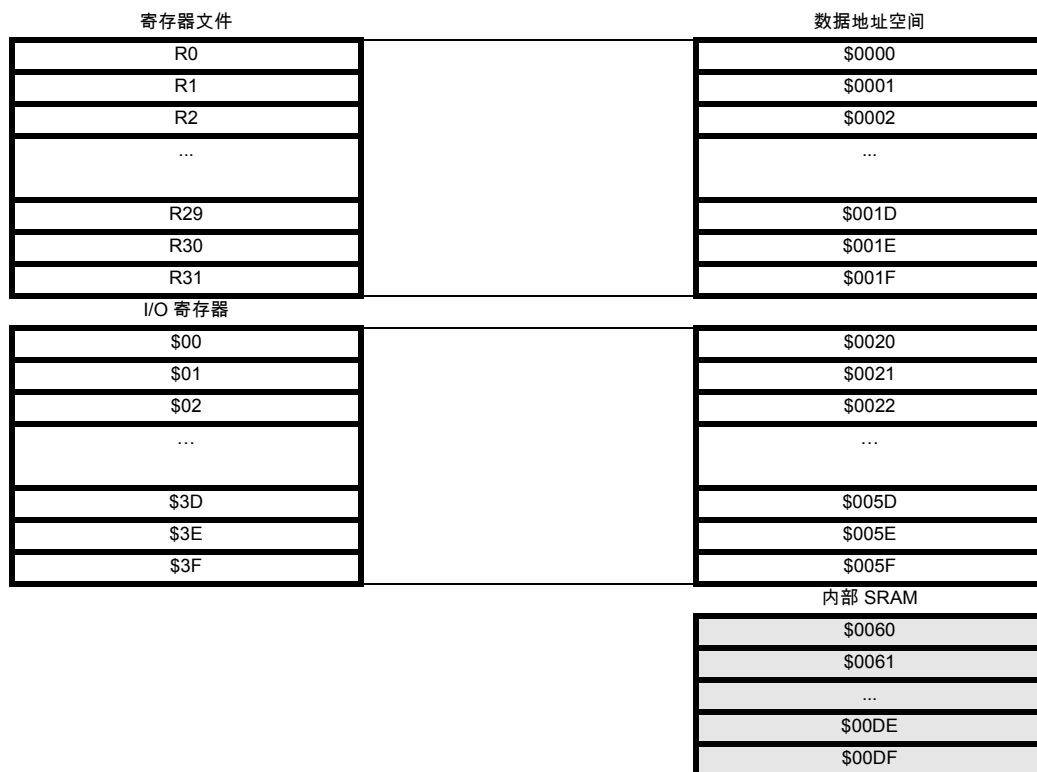 寄存器文件 数据地址空间
R0 $0000
R1 $0001
R2 $0002
... ...
R29 $001D
R30 $001E
R31 $001F
I/O 寄存器
$00 $0020
$01 $0021
$02 $0022
… …
$3D $005D
$3E $005E
$3F $005F
内部 SRAM
$0060
$0061
...
$00DE
$00DF